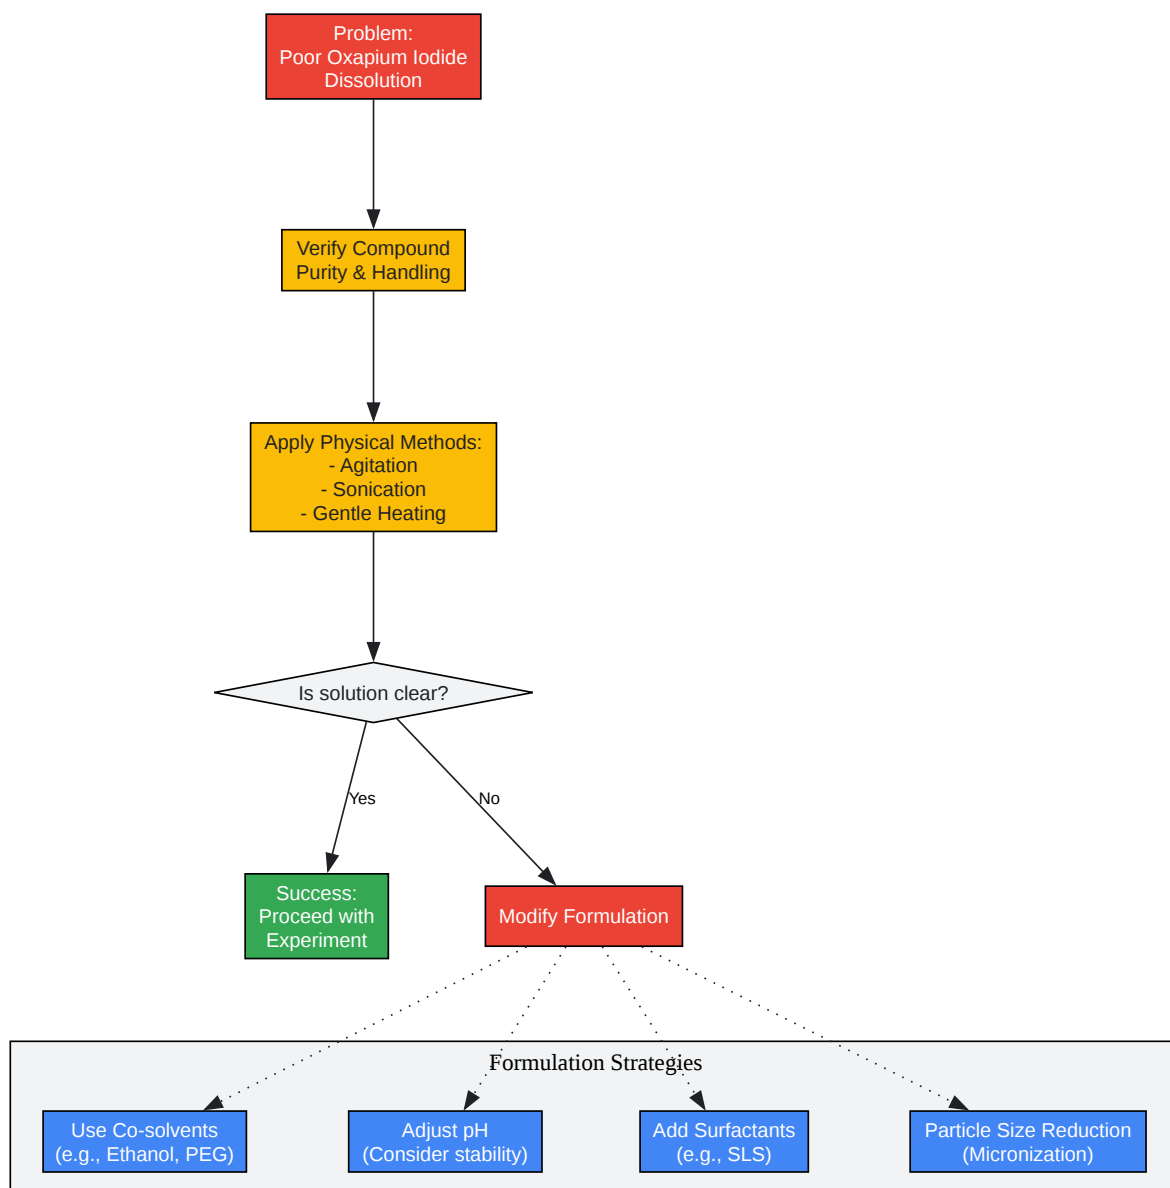 Problem:
Poor Oxapium Iodide
Dissolution
Verify Compound
Purity & Handling
Apply Physical Methods:
- Agitation
- Sonication
- Gentle Heating
Is solution clear?
Yes
No
Success:
Proceed with
Experiment
Modify Formulation
Formulation Strategies
Use Co-solvents
(e.g., Ethanol, PEG)
Adjust pH
(Consider stability)
Add Surfactants
(e.g., SLS)
Particle Size Reduction
(Micronization)